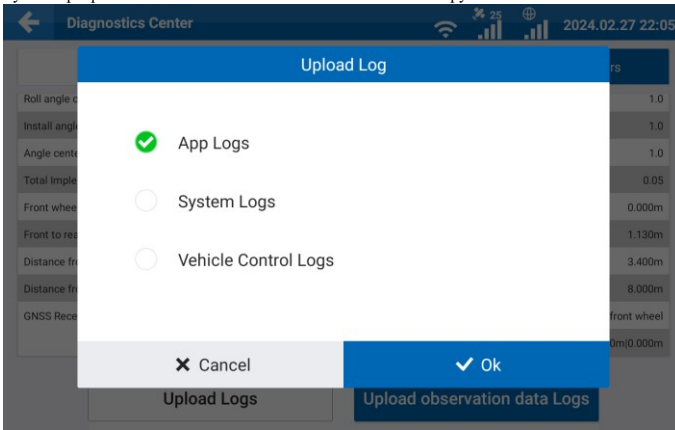 Diagnostics Center
25
2024.02.27 22:05
Upload Log
rs
Roll angle c
1.0
App Logs
Install angle
1.0
Angle cente
1.0
Total Imple
0.05
System Logs
Front whee
0.000m
Front to rea
1.130m
Vehicle Control Logs
Distance fro
3.400m
Distance fr
8.000m
GNSS Rece
front wheel
0m|0.000m
Cancel
Ok
Upload Logs
Upload observation data Logs